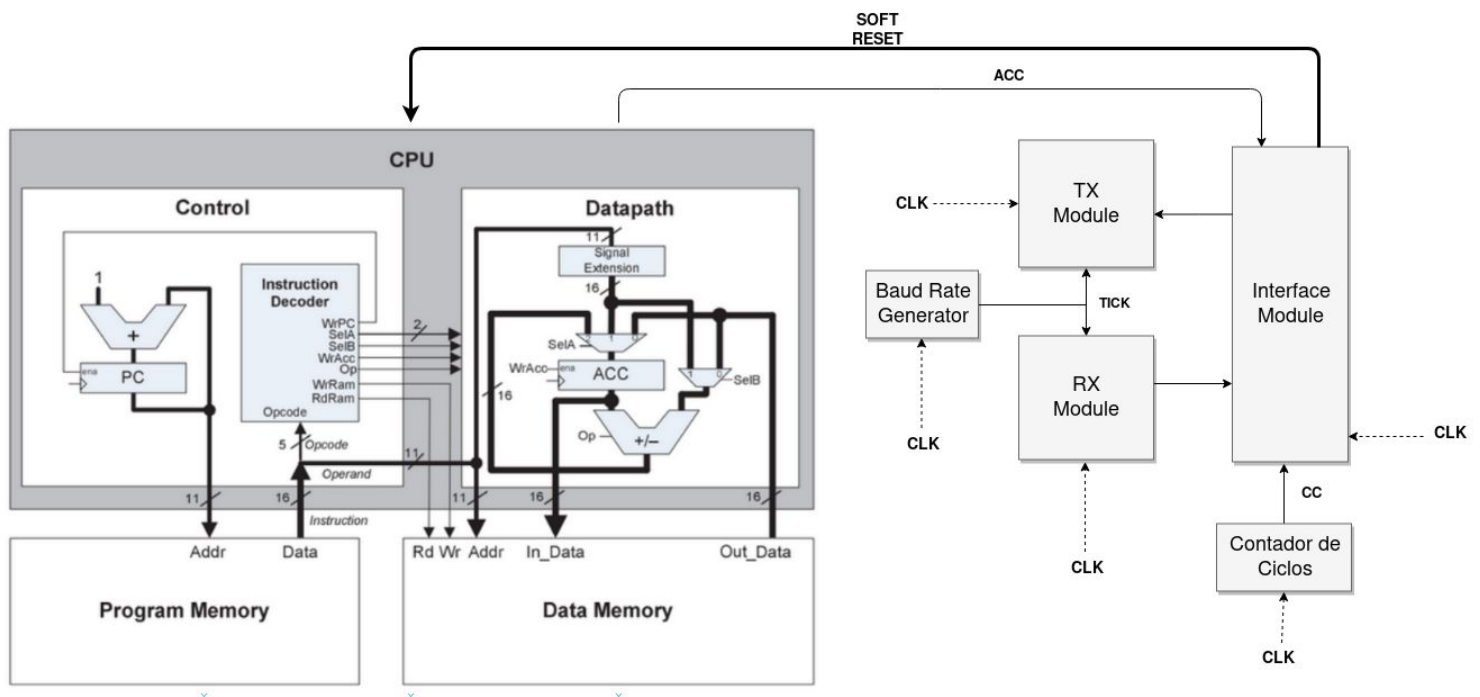 SOFT
RESET
ACC
CPU
Control
1
+
ena
PC
Instruction
Decoder
WrPC
SelA
SelB
WrAcc
Op
WrRam
RdRam
Opcode
2
5
Opcode
11
Operand
11
16
Instruction
Datapath
11
Signal
Extension
16
2
1
0
SelA
WrAcc
ena
ACC
1
0
SelB
16
Op
+/−
11
16
16
Addr
Data
Program Memory
Rd Wr Addr
In_Data
Out_Data
Data Memory
CLK
TX
Module
Baud Rate
Generator
TICK
Interface
Module
RX
Module
CLK
CLK
CLK
CC
Contador de
Ciclos
CLK